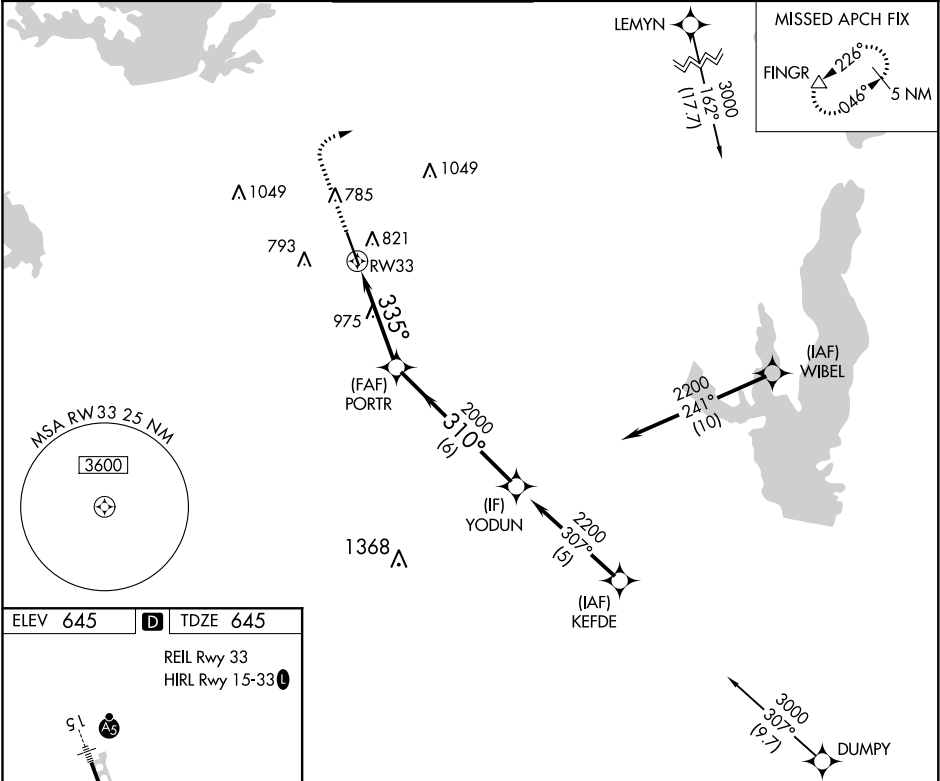 LEMYN
3000
162°
(17.7)
MISSED APCH FIX
FINGR
226°
046°
5 NM
1049
785
1049
793
821
RW33
975
335°
(FAF)
PORTR
2000
310°
(6)
(IAF)
WIBEL
2200
241°
(10)
MSA RW33 25 NM
3600
(IF)
YODUN
2200
307°
(5)
1368
(IAF)
KEFDE
ELEV 645 D TDZE 645
REIL Rwy 33
HIRL Rwy 15-33 L
15
A5
3000
307°
(9.7)
DUMPY